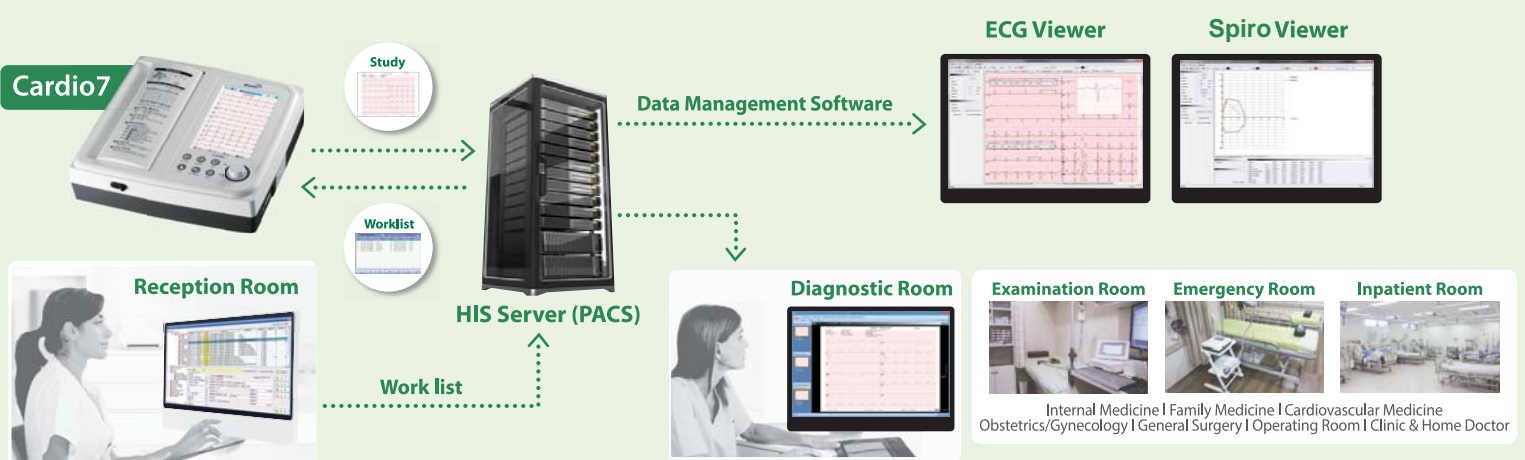 ECG Viewer
Spiro Viewer
Cardio7
Study
Data Management Software
Worklist
Reception Room
HIS Server (PACS)
Work list
Diagnostic Room
Examination Room
Emergency Room
Inpatient Room
Internal Medicine | Family Medicine | Cardiovascular Medicine
Obstetrics/Gynecology | General Surgery | Operating Room | Clinic & Home Doctor